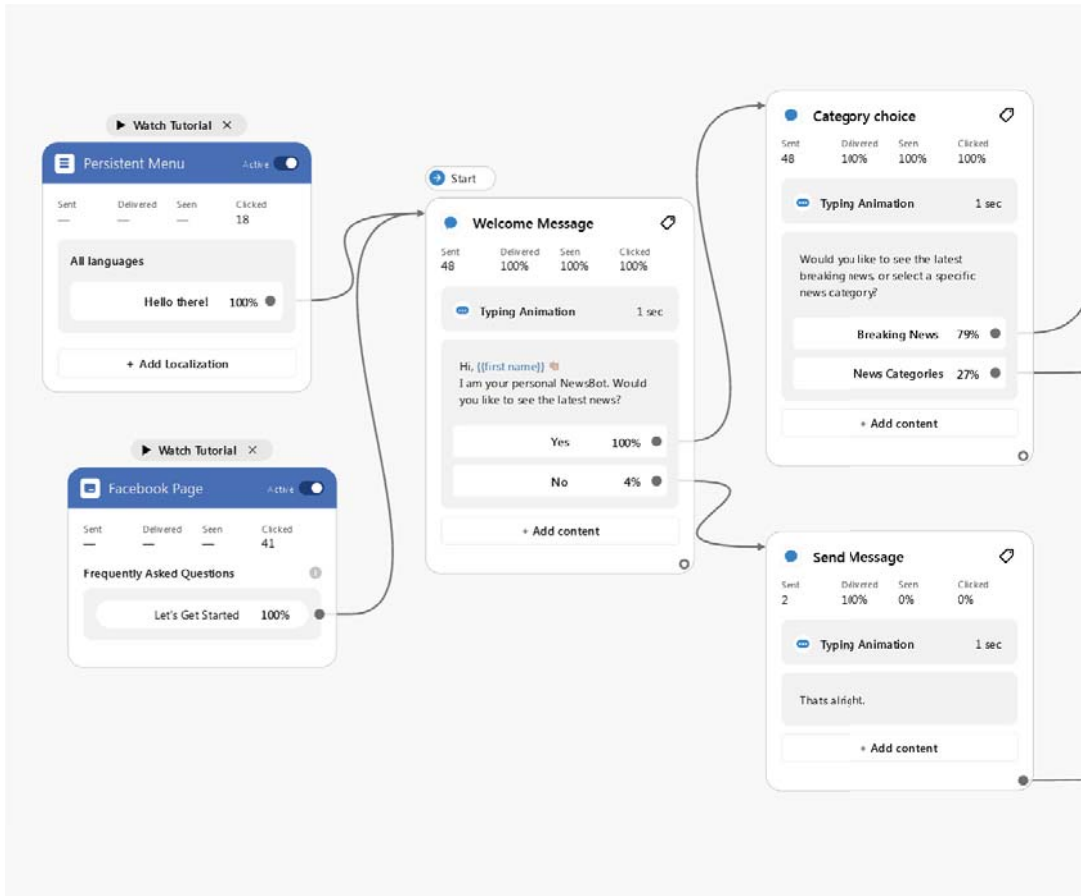 Watch Tutorial ×
Persistent Menu Active
Sent Delivered Seen Clicked
— — — 18
All languages
Hello there! 100%
+ Add Localization
Watch Tutorial ×
Facebook Page Active
Sent Delivered Seen Clicked
— — — 41
Frequently Asked Questions
Let's Get Started 100%
Start
Welcome Message
Sent Delivered Seen Clicked
48 100% 100% 100%
Typing Animation 1 sec
Hi, {{first name}} 👋
I am your personal NewsBot. Would
you like to see the latest news?
Yes 100%
No 4%
+ Add content
Category choice
Sent Delivered Seen Clicked
48 100% 100% 100%
Typing Animation 1 sec
Would you like to see the latest
breaking news, or select a specific
news category?
Breaking News 79%
News Categories 27%
+ Add content
Send Message
Sent Delivered Seen Clicked
2 100% 0% 0%
Typing Animation 1 sec
Thats alright.
+ Add content